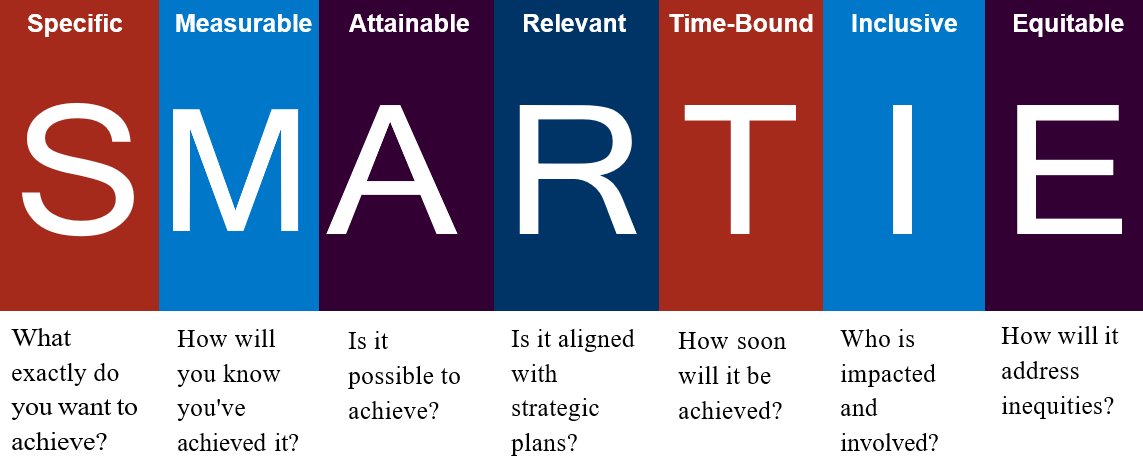 Specific Measurable Attainable Relevant Time-Bound Inclusive Equitable
S M A R T I E
What
exactly do
you want to
achieve?
How will
you know
you've
achieved it?
Is it
possible to
achieve?
Is it aligned
with
strategic
plans?
How soon
will it be
achieved?
Who is
impacted
and
involved?
How will it
address
inequities?